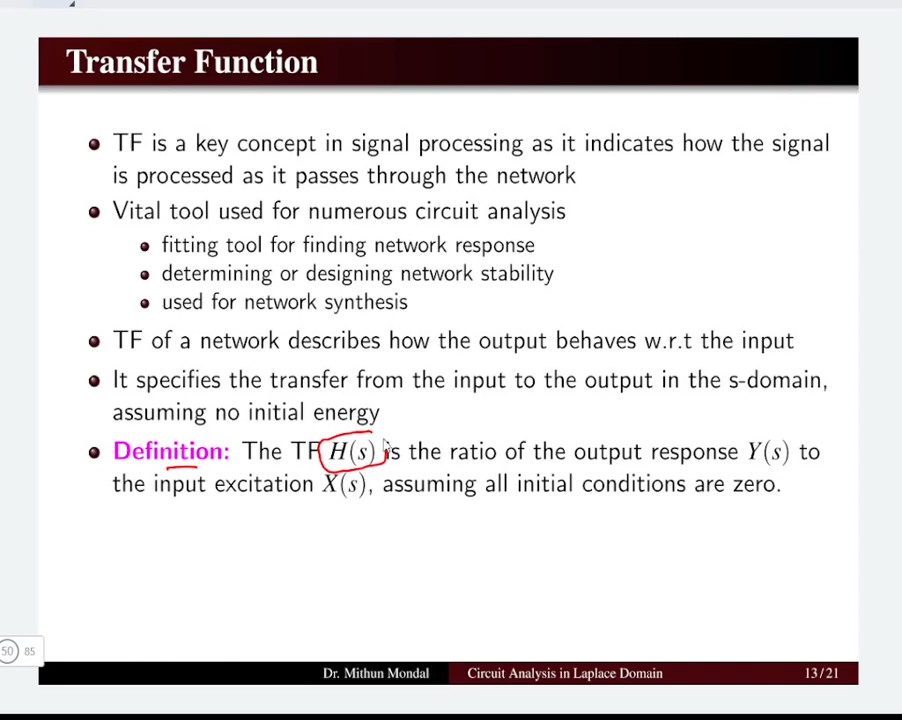 Transfer Function
TF is a key concept in signal processing as it indicates how the signal
is processed as it passes through the network
Vital tool used for numerous circuit analysis
fitting tool for finding network response
determining or designing network stability
used for network synthesis
TF of a network describes how the output behaves w.r.t the input
It specifies the transfer from the input to the output in the s-domain,
assuming no initial energy
Definition: The TF H(s) is the ratio of the output response Y(s) to
the input excitation X(s), assuming all initial conditions are zero.
50 85
Dr. Mithun Mondal Circuit Analysis in Laplace Domain 13/21